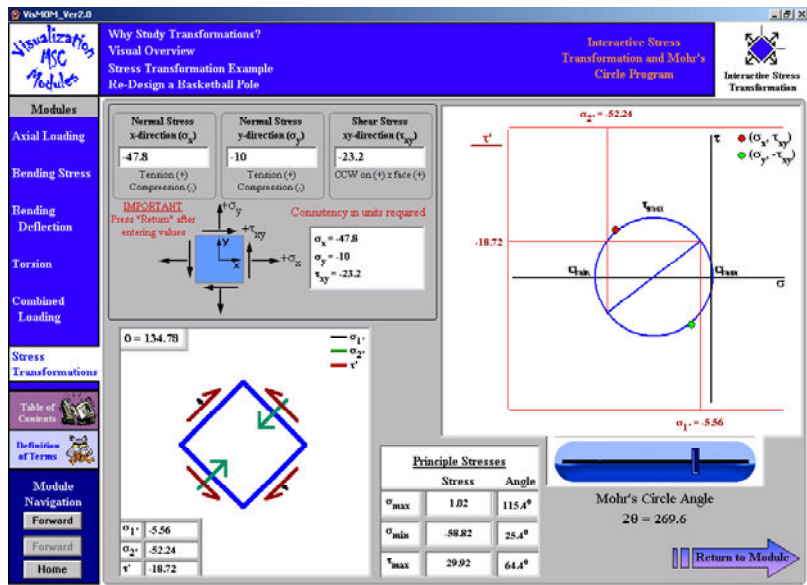 VisMOM_Ver2.0
Visualization
MSC
Modules
Why Study Transformations?
Visual Overview
Stress Transformation Example
Re-Design a Basketball Pole
Interactive Stress
Transformation and Mohr's
Circle Program
Interactive Stress
Transformation
Modules
Axial Loading
Bending Stress
Bending
Deflection
Torsion
Combined
Loading
Stress
Transformations
Table of
Contents
Definition
of Terms
Module
Navigation
Forward
Forward
Home
Normal Stress
x-direction (σx)
-47.8
Tension (+)
Compression (-)
Normal Stress
y-direction (σy)
-10
Tension (+)
Compression (-)
Shear Stress
xy-direction (τxy)
-23.2
CCW on (+) x face (+)
IMPORTANT
Press "Return" after
entering values
+σy
+τxy
+σx
y
x
Consistency in units required
σx = -47.8
σy = -10
τxy = -23.2
θ = 134.78
σ1'
σ2'
τ'
σ1' -5.56
σ2' -52.24
τ' -18.72
σ2' = -52.24
τ'
τ
(σx, τxy)
(σy, -τxy)
τmax
-18.72
σmin
σmax
σ
σ1' = -5.56
Principle Stresses
Stress Angle
σmax 1.02 115.4°
σmin -58.82 25.4°
τmax 29.92 64.4°
Mohr's Circle Angle
2θ = 269.6
Return to Module